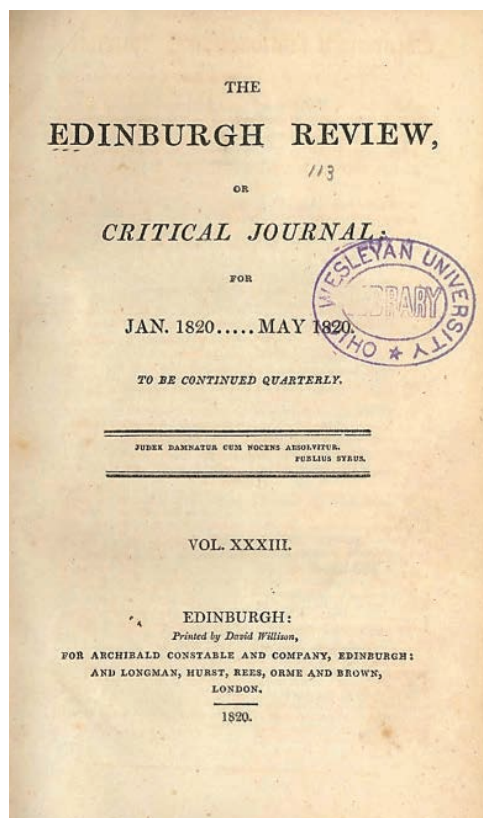 THE
EDINBURGH REVIEW,
113
OR
CRITICAL JOURNAL:
FOR
JAN. 1820.....MAY 1820.
OHIO WESLEYAN UNIVERSITY
LIBRARY
TO BE CONTINUED QUARTERLY.
JUDEX DAMNATUR CUM NOCENS ABSOLVITUR.
PUBLIUS SYRUS.
VOL. XXXIII.
EDINBURGH:
Printed by David Willison,
FOR ARCHIBALD CONSTABLE AND COMPANY, EDINBURGH:
AND LONGMAN, HURST, REES, ORME AND BROWN,
LONDON.
1820.